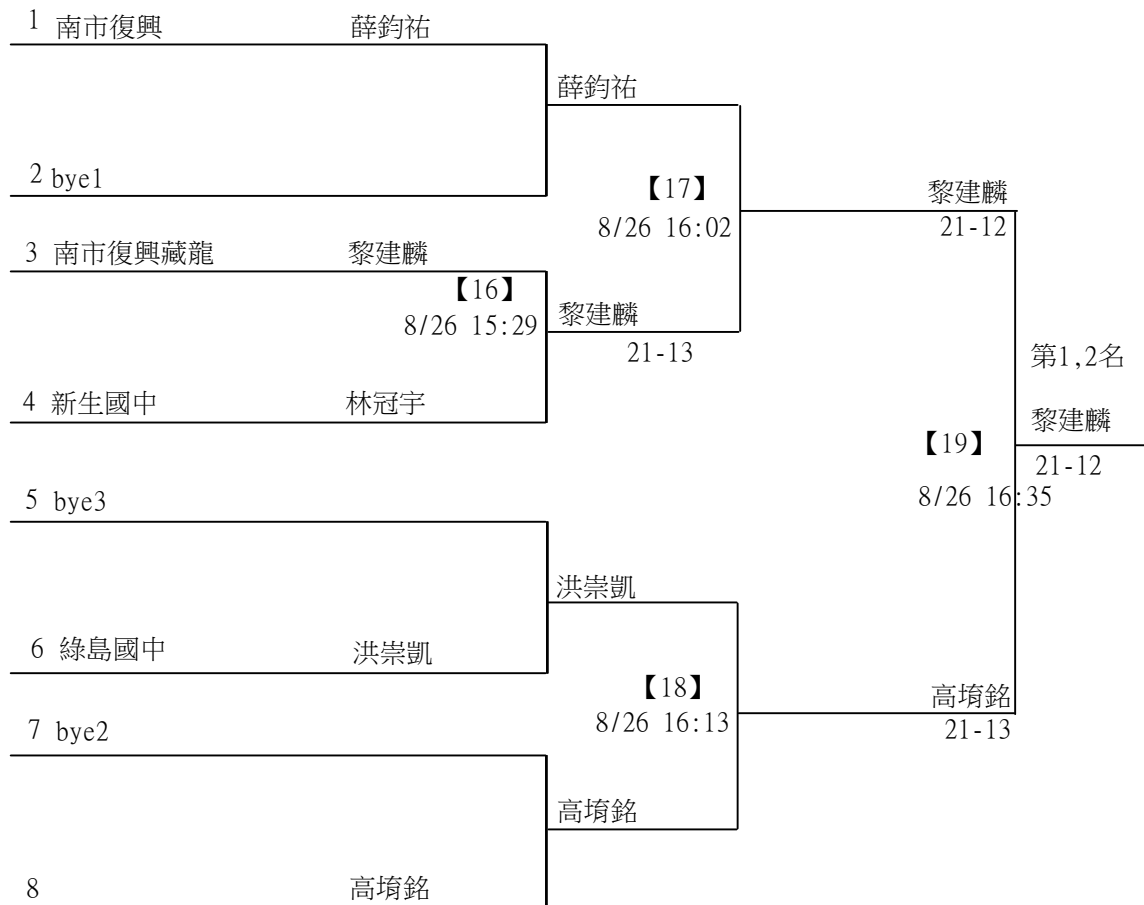 1 南市復興 薛鈞祐
薛鈞祐
2 bye1
【17】
8/26 16:02
黎建麟
21-12
3 南市復興藏龍 黎建麟
【16】
8/26 15:29
黎建麟
21-13
4 新生國中 林冠宇
第1,2名
黎建麟
21-12
【19】
8/26 16:35
5 bye3
洪崇凱
6 綠島國中 洪崇凱
【18】
8/26 16:13
高堉銘
21-13
7 bye2
高堉銘
8 高堉銘